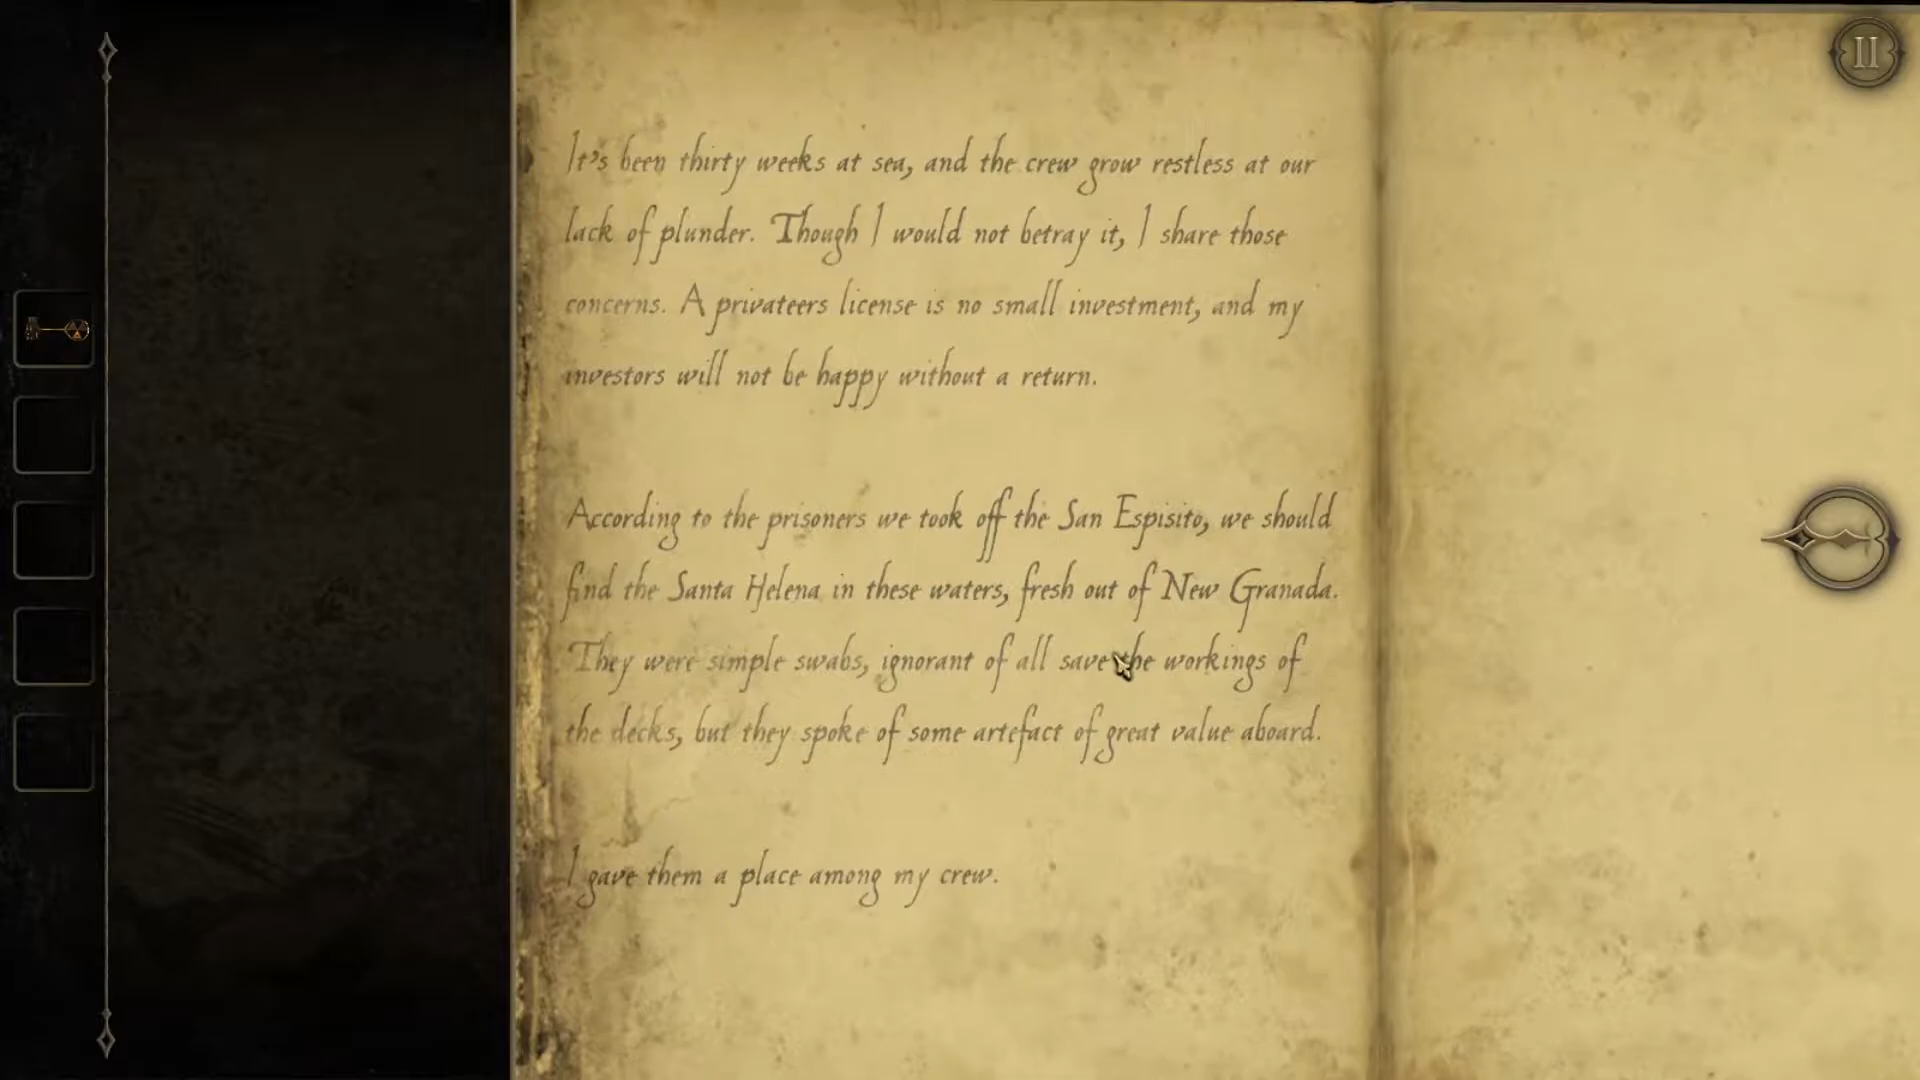 It's been thirty weeks at sea, and the crew grow restless at our
lack of plunder. Though I would not betray it, I share those
concerns. A privateers license is no small investment, and my
investors will not be happy without a return.
According to the prisoners we took off the San Espisito, we should
find the Santa Helena in these waters, fresh out of New Granada.
They were simple swabs, ignorant of all save the workings of
the decks, but they spoke of some artefact of great value aboard.
I gave them a place among my crew.